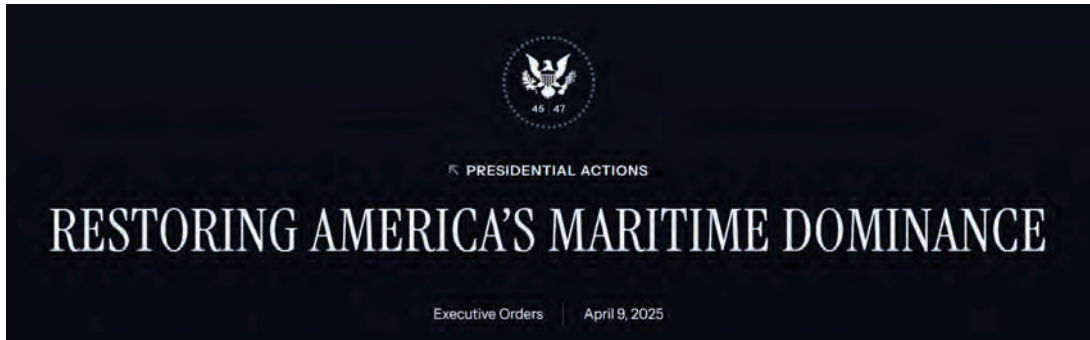 45 47
PRESIDENTIAL ACTIONS
RESTORING AMERICA'S MARITIME DOMINANCE
Executive Orders April 9, 2025